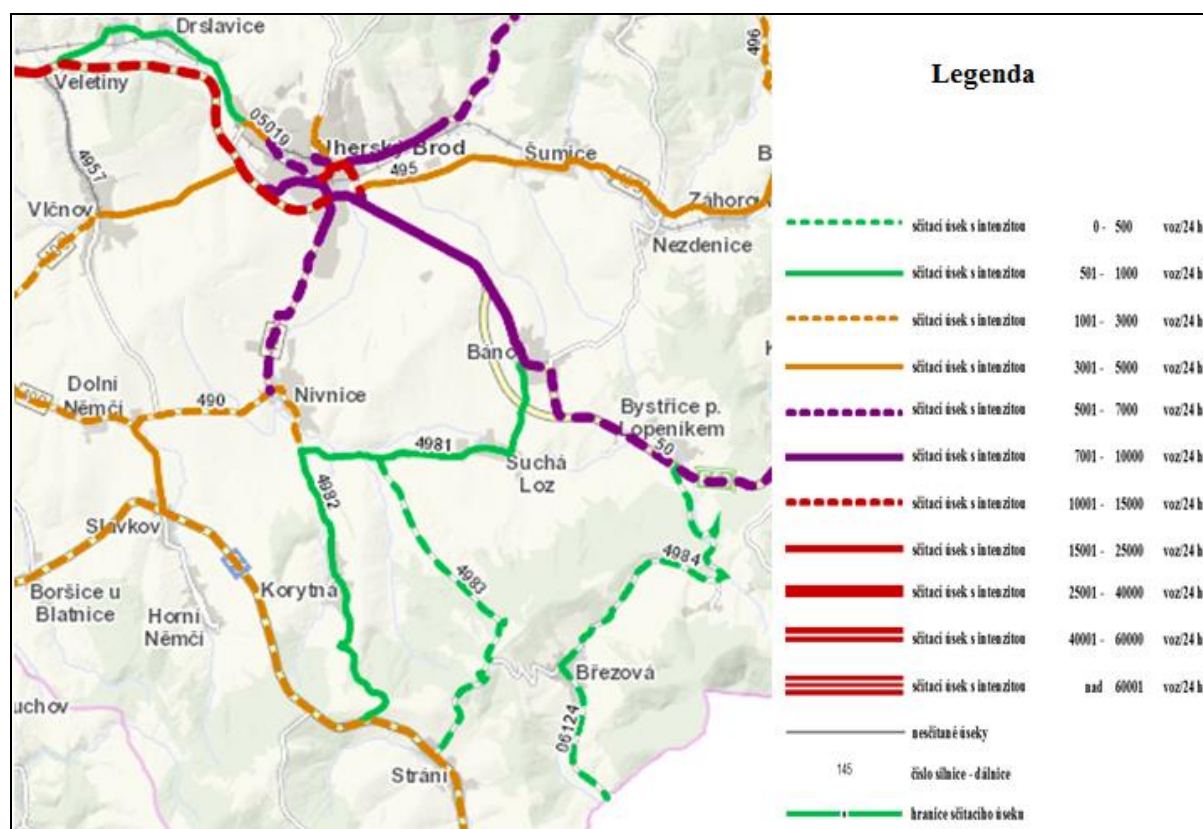 Drslavice
Veletiny
496
05019
Uherský Brod
Šumice
495
4957
Vlčnov
Nezdenice
Dolní
Němčí
490
Nivnice
Bystřice p.
Lopeníkem
50
4981
Suchá
Loz
4982
Slavkov
4983
4984
Boršice u
Blatnice
Korytná
Horní
Němčí
Březová
uchov
06124
Strání
Legenda
sčítací úsek s intenzitou 0 - 500 voz/24 h
sčítací úsek s intenzitou 501 - 1000 voz/24 h
sčítací úsek s intenzitou 1001 - 3000 voz/24 h
sčítací úsek s intenzitou 3001 - 5000 voz/24 h
sčítací úsek s intenzitou 5001 - 7000 voz/24 h
sčítací úsek s intenzitou 7001 - 10000 voz/24 h
sčítací úsek s intenzitou 10001 - 15000 voz/24 h
sčítací úsek s intenzitou 15001 - 25000 voz/24 h
sčítací úsek s intenzitou 25001 - 40000 voz/24 h
sčítací úsek s intenzitou 40001 - 60000 voz/24 h
sčítací úsek s intenzitou nad 60001 voz/24 h
nesčítané úseky
145 číslo silnice - dálnice
hranice sčítacího úseku